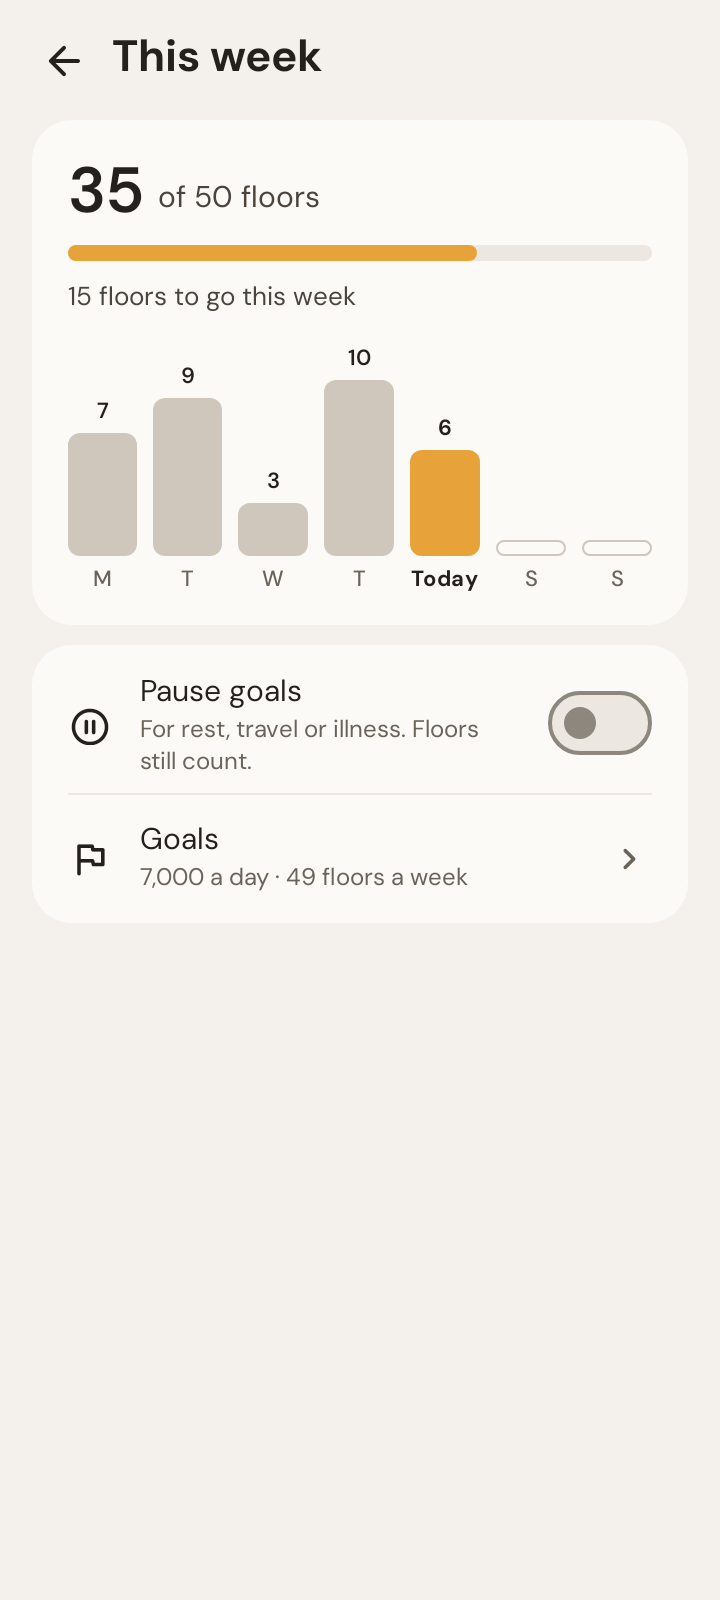 This week
35 of 50 floors
15 floors to go this week
7 9 3 10 6
M T W T Today S S
Pause goals
For rest, travel or illness. Floors
still count.
Goals
7,000 a day · 49 floors a week